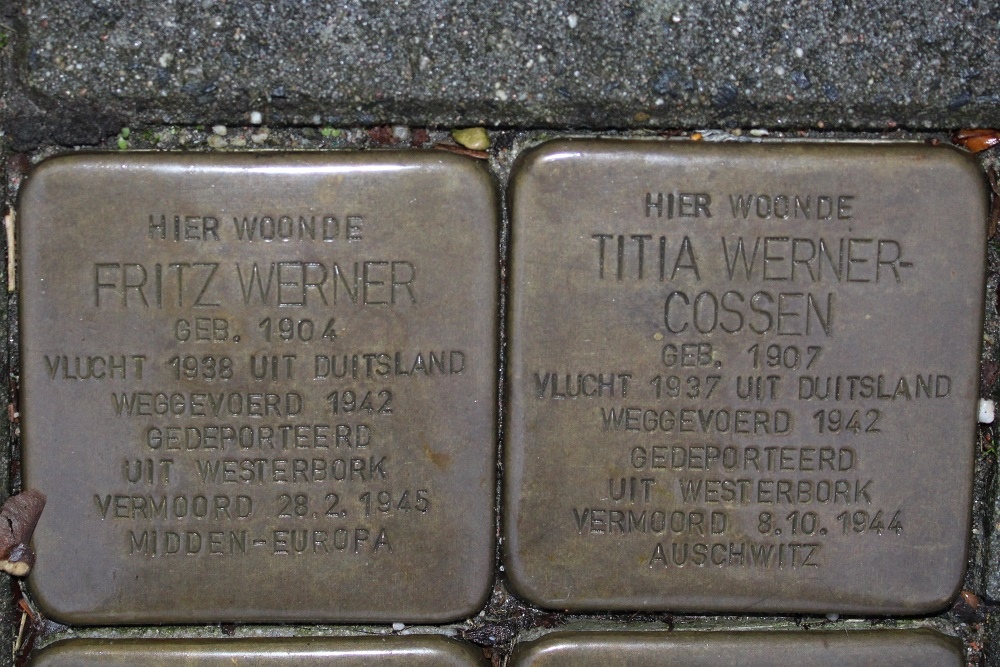 HIER WOONDE
FRITZ WERNER
GEB. 1904
VLUCHT 1938 UIT DUITSLAND
WEGGEVOERD 1942
GEDEPORTEERD
UIT WESTERBORK
VERMOORD 28.2.1945
MIDDEN-EUROPA
HIER WOONDE
TITIA WERNER-
COSSEN
GEB. 1907
VLUCHT 1937 UIT DUITSLAND
WEGGEVOERD 1942
GEDEPORTEERD
UIT WESTERBORK
VERMOORD 8.10.1944
AUSCHWITZ